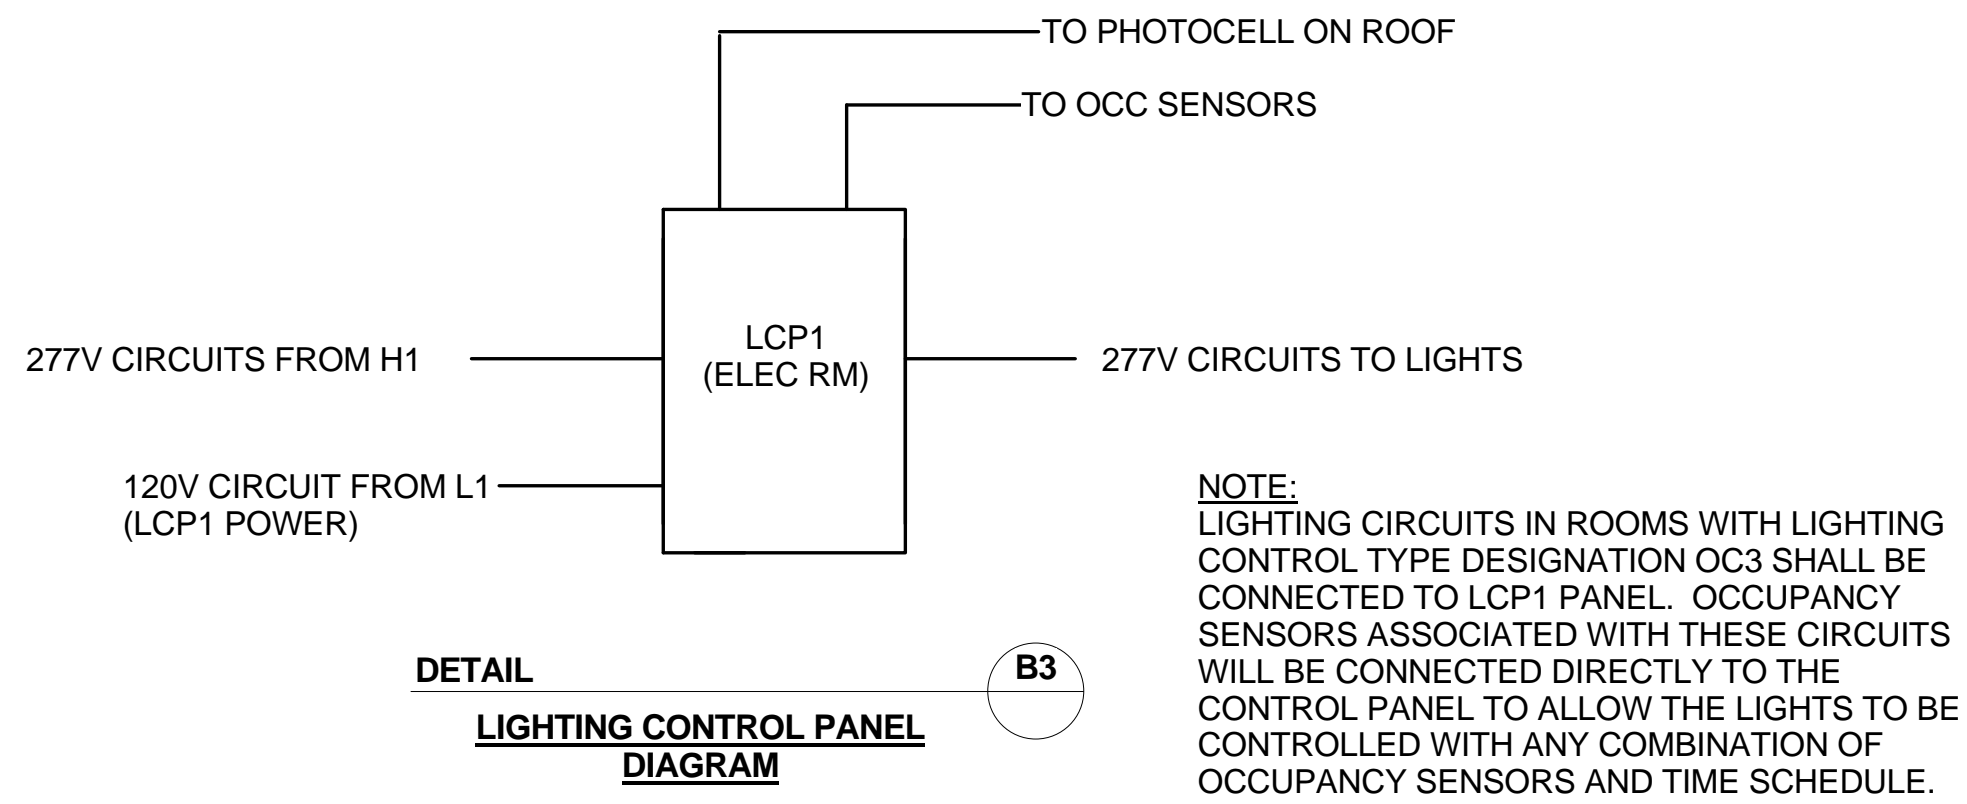 TO PHOTOCELL ON ROOF
TO OCC SENSORS
LCP1
(ELEC RM)
277V CIRCUITS FROM H1
277V CIRCUITS TO LIGHTS
120V CIRCUIT FROM L1
(LCP1 POWER)
NOTE:
LIGHTING CIRCUITS IN ROOMS WITH LIGHTING
CONTROL TYPE DESIGNATION OC3 SHALL BE
CONNECTED TO LCP1 PANEL.  OCCUPANCY
SENSORS ASSOCIATED WITH THESE CIRCUITS
WILL BE CONNECTED DIRECTLY TO THE
CONTROL PANEL TO ALLOW THE LIGHTS TO BE
CONTROLLED WITH ANY COMBINATION OF
OCCUPANCY SENSORS AND TIME SCHEDULE.
DETAIL
B3
LIGHTING CONTROL PANEL
DIAGRAM